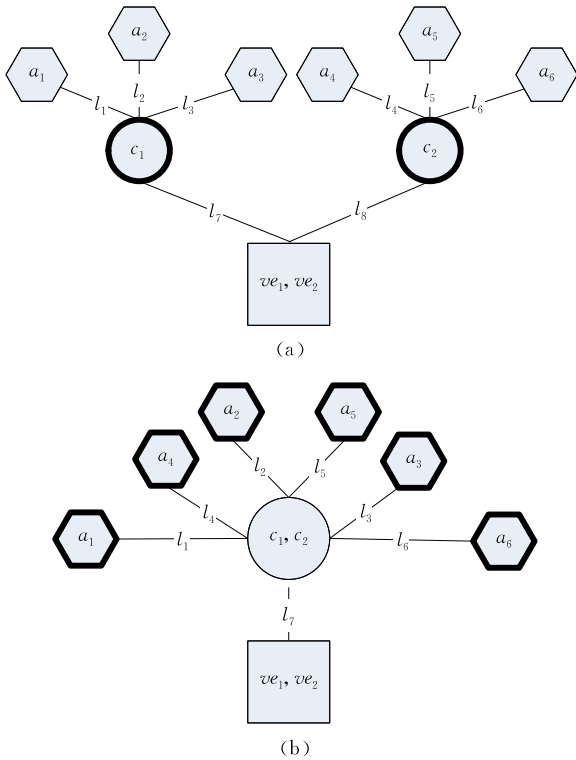 a₂ a₅
a₁ a₃ a₄ a₆
l₂ l₅
l₁ l₃ l₄ l₆
c₁ c₂
l₇ l₈
ve₁, ve₂
(a)
a₂ a₅
a₄ a₃
l₂ l₅
l₄ l₃
a₁ l₁ c₁, c₂ l₆ a₆
l₇
ve₁, ve₂
(b)